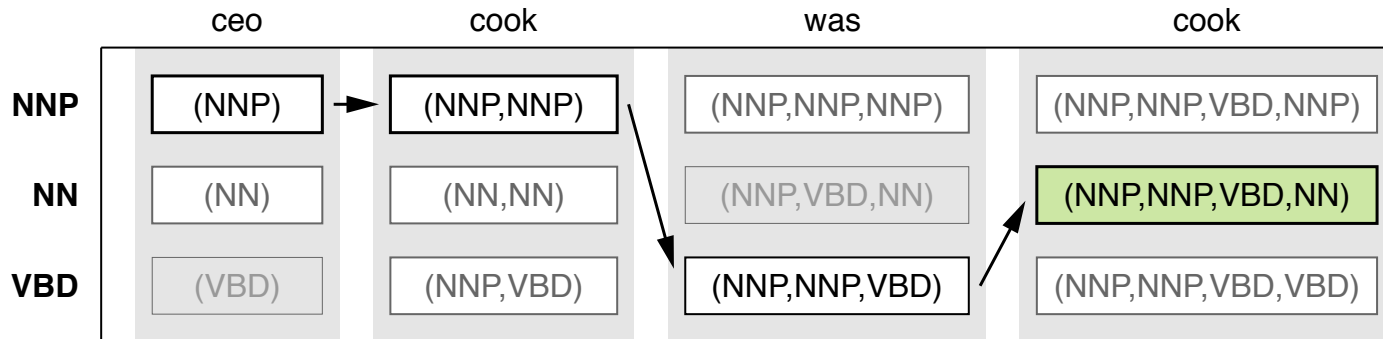 ceo cook was cook
NNP (NNP) (NNP,NNP) (NNP,NNP,NNP) (NNP,NNP,VBD,NNP)
NN (NN) (NN,NN) (NNP,VBD,NN) (NNP,NNP,VBD,NN)
VBD (VBD) (NNP,VBD) (NNP,NNP,VBD) (NNP,NNP,VBD,VBD)